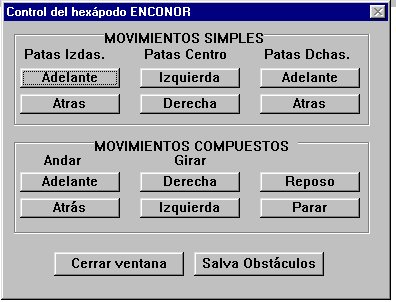 Control del hexápodo ENCONOR
MOVIMIENTOS SIMPLES
Patas Izdas. Patas Centro Patas Dchas.
Adelante Izquierda Adelante
Atras Derecha Atras
MOVIMIENTOS COMPUESTOS
Andar Girar
Adelante Derecha Reposo
Atrás Izquierda Parar
Cerrar ventana Salva Obstáculos